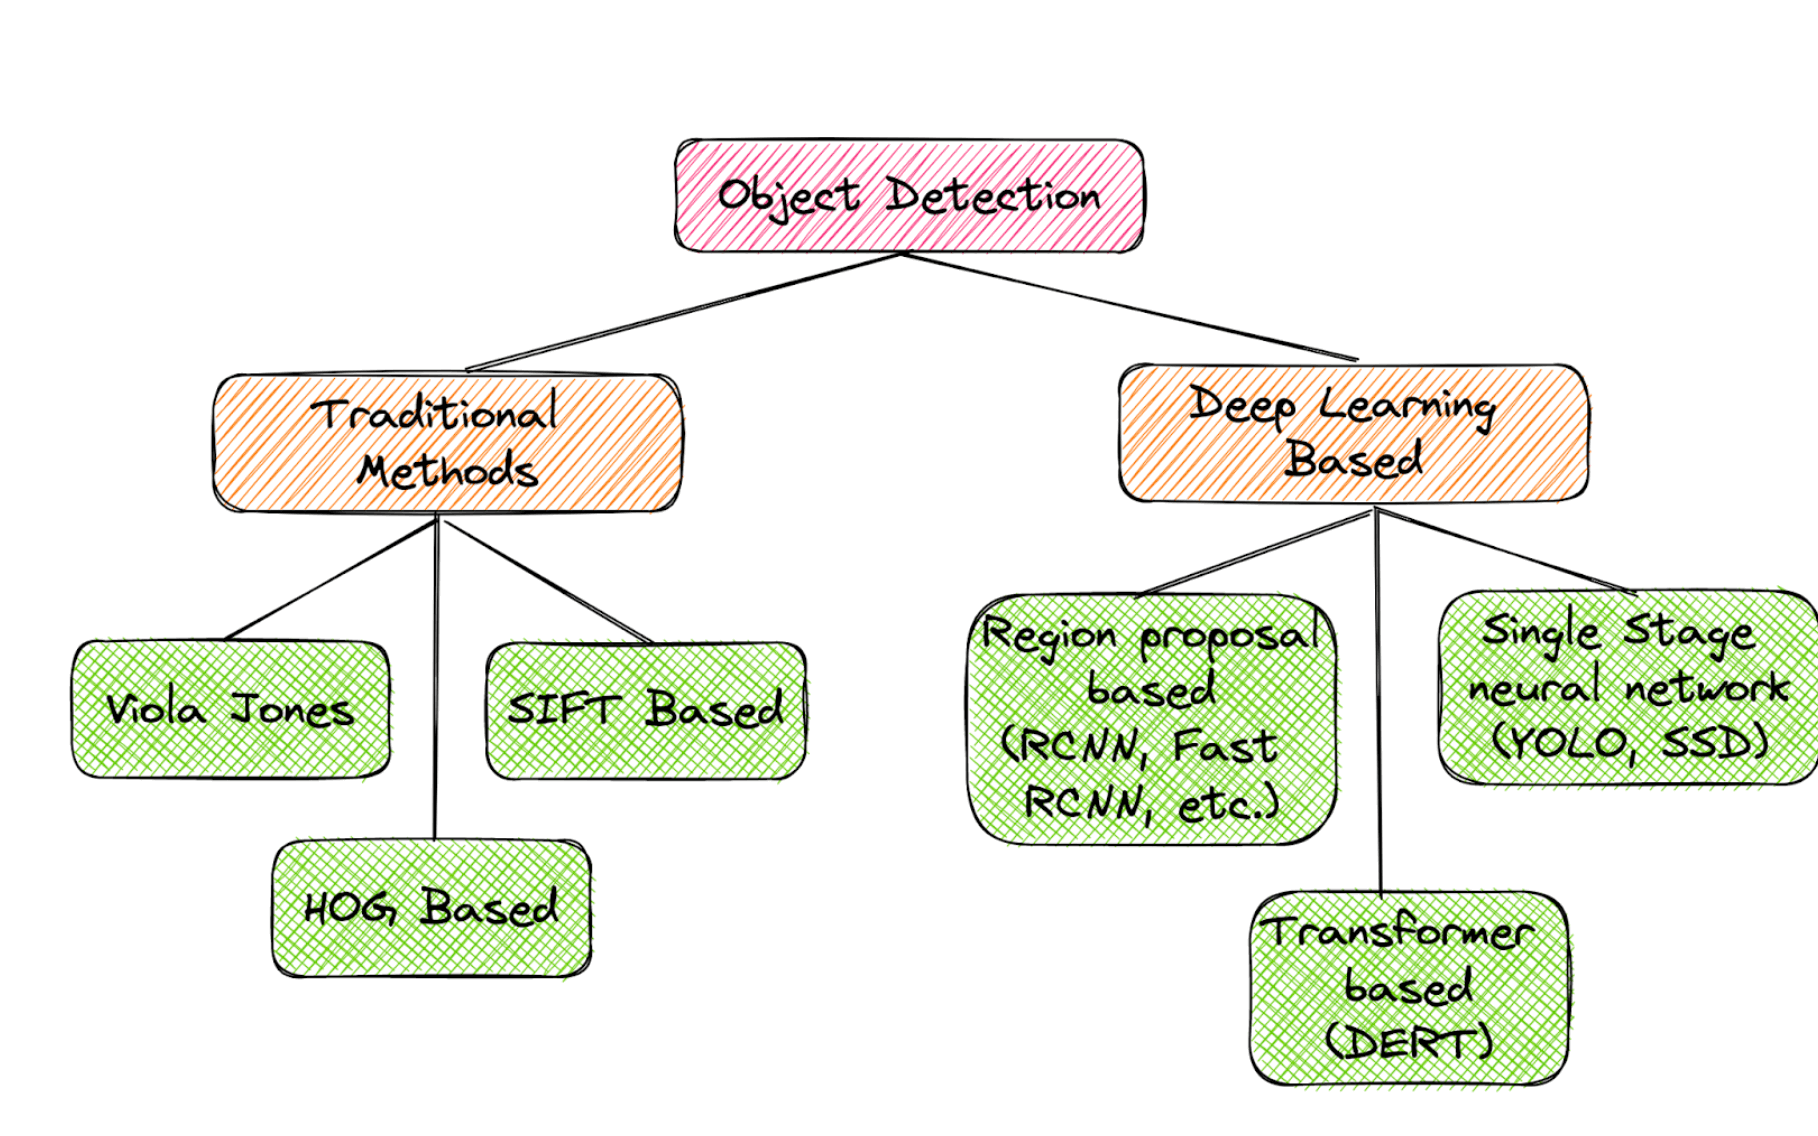 Object Detection
Traditional
Methods
Deep Learning
Based
Viola Jones
SIFT Based
HOG Based
Region proposal
based
(RCNN, Fast
RCNN, etc.)
Single Stage
neural network
(YOLO, SSD)
Transformer
based
(DERT)